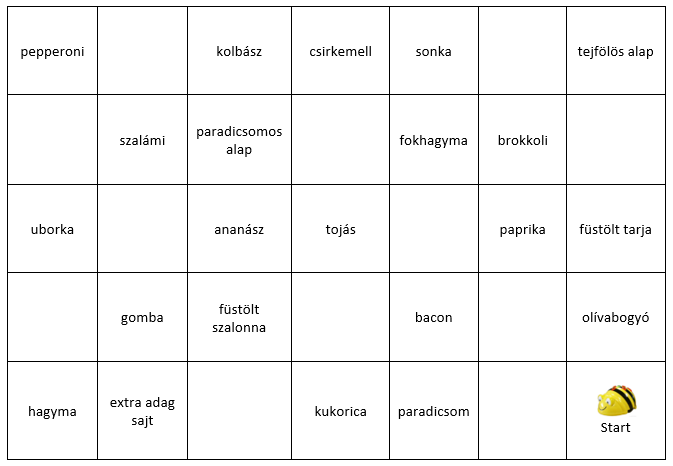 pepperoni
kolbász
csirkemell
sonka
tejfölös alap
szalámi
paradicsomos
alap
fokhagyma
brokkoli
uborka
ananász
tojás
paprika
füstölt tarja
gomba
füstölt
szalonna
bacon
olívabogyó
hagyma
extra adag
sajt
kukorica
paradicsom
Start